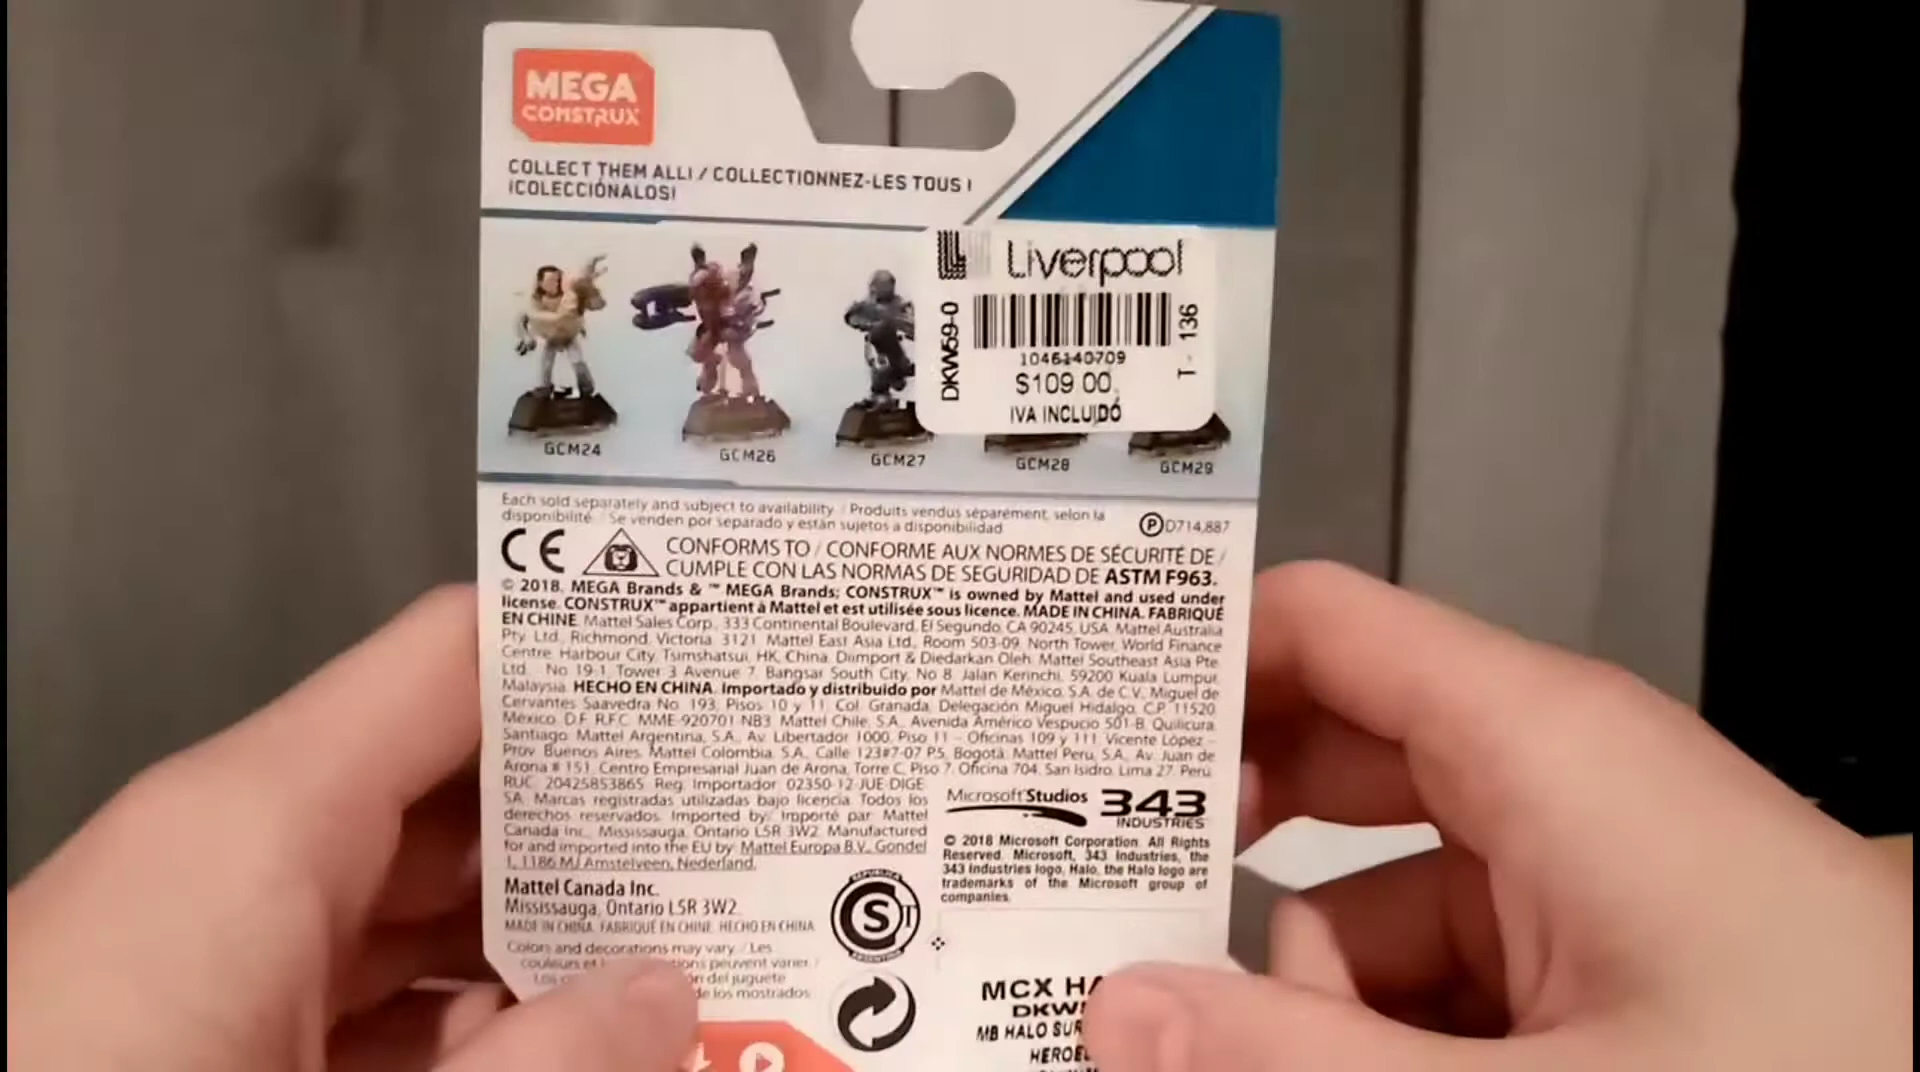 MEGA
CONSTRUX
COLLECT THEM ALL! / COLLECTIONNEZ-LES TOUS !
¡COLECCIÓNALOS!
Liverpool
DKW59-0
T - 136
1046140709
$109 00
IVA INCLUIDO
GCM24
GCM26
GCM27
GCM28
GCM29
Each sold separately and subject to availability / Produits vendus séparément, selon la
disponibilité / Se venden por separado y están sujetos a disponibilidad
P D714,887
CE
CONFORMS TO / CONFORME AUX NORMES DE SÉCURITÉ DE /
CUMPLE CON LAS NORMAS DE SEGURIDAD DE ASTM F963.
© 2018, MEGA Brands & ™ MEGA Brands; CONSTRUX™ is owned by Mattel and used under
license. CONSTRUX™ appartient à Mattel et est utilisée sous licence. MADE IN CHINA. FABRIQUÉ
EN CHINE. Mattel Sales Corp., 333 Continental Boulevard, El Segundo, CA 90245, USA. Mattel Australia
Pty. Ltd., Richmond, Victoria. 3121. Mattel East Asia Ltd., Room 503-09, North Tower, World Finance
Centre, Harbour City, Tsimshatsui, HK, China. Diimport & Diedarkan Oleh: Mattel Southeast Asia Pte.
Ltd., No 19-1, Tower 3 Avenue 7, Bangsar South City, No 8, Jalan Kerinchi, 59200 Kuala Lumpur,
Malaysia. HECHO EN CHINA. Importado y distribuido por Mattel de México, S.A. de C.V., Miguel de
Cervantes Saavedra No. 193, Pisos 10 y 11, Col. Granada, Delegación Miguel Hidalgo, C.P. 11520,
México, D.F. R.F.C. MME-920701-NB3. Mattel Chile, S.A., Avenida Américo Vespucio 501-B, Quilicura,
Santiago. Mattel Argentina, S.A., Av. Libertador 1000, Piso 11 – Oficinas 109 y 111, Vicente López –
Prov. Buenos Aires. Mattel Colombia, S.A., Calle 123#7-07 P.5, Bogotá. Mattel Perú, S.A., Av. Juan de
Arona # 151, Centro Empresarial Juan de Arona, Torre C, Piso 7, Oficina 704, San Isidro, Lima 27, Perú.
RUC: 20425853865. Reg. Importador: 02350-12-JUE-DIGE
SA. Marcas registradas utilizadas bajo licencia. Todos los
derechos reservados. Imported by: Importé par: Mattel
Canada Inc., Mississauga, Ontario L5R 3W2. Manufactured
for and imported into the EU by: Mattel Europa B.V., Gondel
1, 1186 MJ Amstelveen, Nederland.
Microsoft Studios
343
INDUSTRIES
© 2018 Microsoft Corporation. All Rights
Reserved. Microsoft, 343 Industries, the
343 Industries logo, Halo, the Halo logo are
trademarks of the Microsoft group of
companies.
Mattel Canada Inc.
Mississauga, Ontario L5R 3W2.
MADE IN CHINA. FABRIQUÉ EN CHINE. HECHO EN CHINA.
Colors and decorations may vary. / Les
couleurs et
peuvent varier. /
del juguete
de los mostrados.
S
ARGENTINA
MCX HA
DKW
MB HALO SUR
HEROE